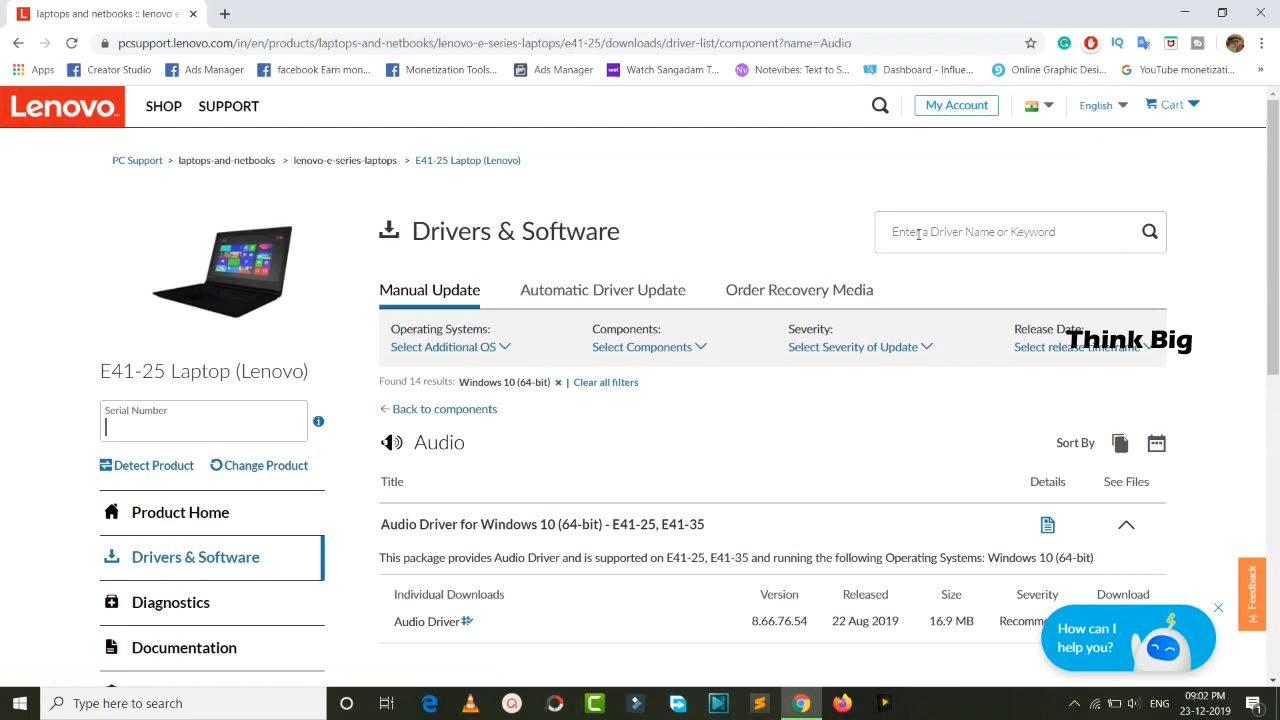 laptops and netbooks :: lenovo e
pcsupport.lenovo.com/in/en/products/laptops-and-netbooks/lenovo-e-series-laptops/e41-25/downloads/driver-list/component?name=Audio
Apps Creator Studio Ads Manager facebook Earn mon... Monetization Tools... Ads Manager Watch Sangadam T... Notevibes: Text to S... Dashboard - Influe... Online Graphic Desi... YouTube monetizati... »
Lenovo SHOP SUPPORT My Account English Cart
PC Support > laptops-and-netbooks > lenovo-e-series-laptops > E41-25 Laptop (Lenovo)
Drivers & Software
Enter a Driver Name or Keyword
Manual Update Automatic Driver Update Order Recovery Media
Operating Systems: Components: Severity: Release Date:
Select Additional OS Select Components Select Severity of Update Select release timeframe
Think Big
E41-25 Laptop (Lenovo)
Found 14 results: Windows 10 (64-bit) × | Clear all filters
Serial Number
Back to components
Audio
Sort By
Detect Product Change Product
Title Details See Files
Product Home
Audio Driver for Windows 10 (64-bit) - E41-25, E41-35
Drivers & Software
This package provides Audio Driver and is supported on E41-25, E41-35 and running the following Operating Systems: Windows 10 (64-bit)
Individual Downloads Version Released Size Severity Download
Diagnostics
Audio Driver 8.66.76.54 22 Aug 2019 16.9 MB Recomm
Documentation
How can I
help you?
Feedback
Type here to search
ENG
09:02 PM
23-12-2019